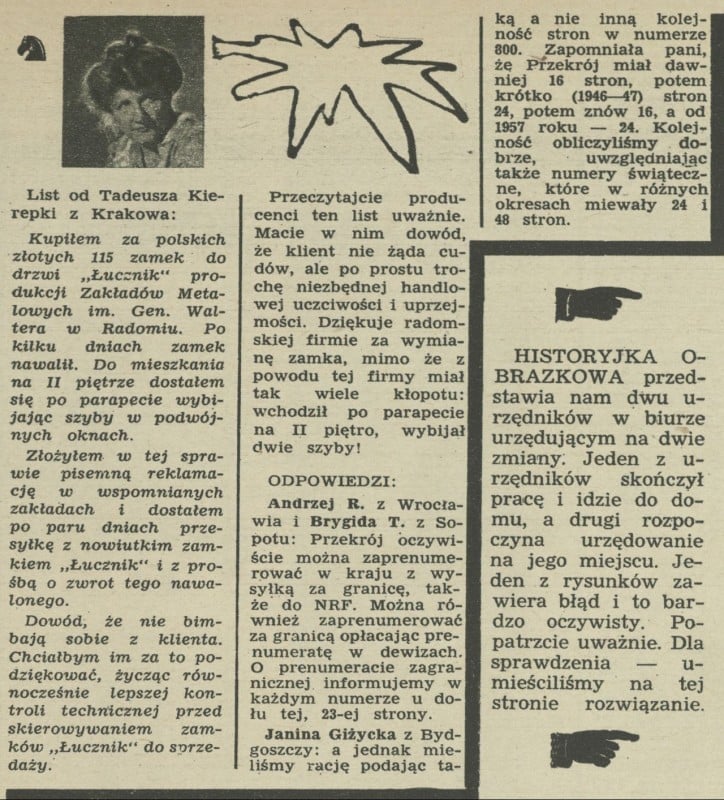 List od Tadeusza Kie-
repki z Krakowa:
Kupiłem za polskich
złotych 115 zamek do
drzwi „Łucznik“ pro-
dukcji Zakładów Meta-
lowych im. Gen. Wal-
tera w Radomiu. Po
kilku dniach zamek
nawalił. Do mieszkania
na II piętrze dostałem
się po parapecie wybi-
jając szyby w podwój-
nych oknach.
Złożyłem w tej spra-
wie pisemną reklama-
cję w wspomnianych
zakładach i dostałem
po paru dniach prze-
syłkę z nowiutkim zam-
kiem „Łucznik“ i z pro-
śbą o zwrot tego nawa-
lonego.
Dowód, że nie bim-
bają sobie z klienta.
Chciałbym im za to po-
dziękować, życząc rów-
nocześnie lepszej kon-
troli technicznej przed
skierowywaniem zam-
ków „Łucznik“ do sprze-
daży.
Przeczytajcie produ-
cenci ten list uważnie.
Macie w nim dowód,
że klient nie żąda cu-
dów, ale po prostu tro-
chę niezbędnej handlo-
wej uczciwości i uprzej-
mości. Dziękuje radom-
skiej firmie za wymia-
nę zamka, mimo że z
powodu tej firmy miał
tak wiele kłopotu:
wchodził po parapecie
na II piętro, wybijał
dwie szyby!
ODPOWIEDZI:
Andrzej R. z Wrocła-
wia i Brygida T. z So-
potu: Przekrój oczywi-
ście można zaprenume-
rować w kraju z wy-
syłką za granicę, tak-
że do NRF. Można ró-
wnież zaprenumerować
za granicą opłacając pre-
numeratę w dewizach.
O prenumeracie zagra-
nicznej informujemy w
każdym numerze u do-
łu tej, 23-ej strony.
Janina Giżycka z Byd-
goszczy: a jednak mie-
liśmy rację podając ta-
ką a nie inną kolej-
ność stron w numerze
800. Zapomniała pani,
żę Przekrój miał daw-
niej 16 stron, potem
krótko (1946—47) stron
24, potem znów 16, a od
1957 roku — 24. Kolej-
ność obliczyliśmy do-
brze, uwzględniając
także numery świątecz-
ne, które w różnych
okresach miewały 24 i
48 stron.
HISTORYJKA O-
BRAZKOWA przed-
stawia nam dwu u-
rzędników w biurze
urzędującym na dwie
zmiany. Jeden z u-
rzędników skończył
pracę i idzie do do-
mu, a drugi rozpo-
czyna urzędowanie
na jego miejscu. Je-
den z rysunków za-
wiera błąd i to bar-
dzo oczywisty. Po-
patrzcie uważnie. Dla
sprawdzenia — u-
mieściliśmy na tej
stronie rozwiązanie.